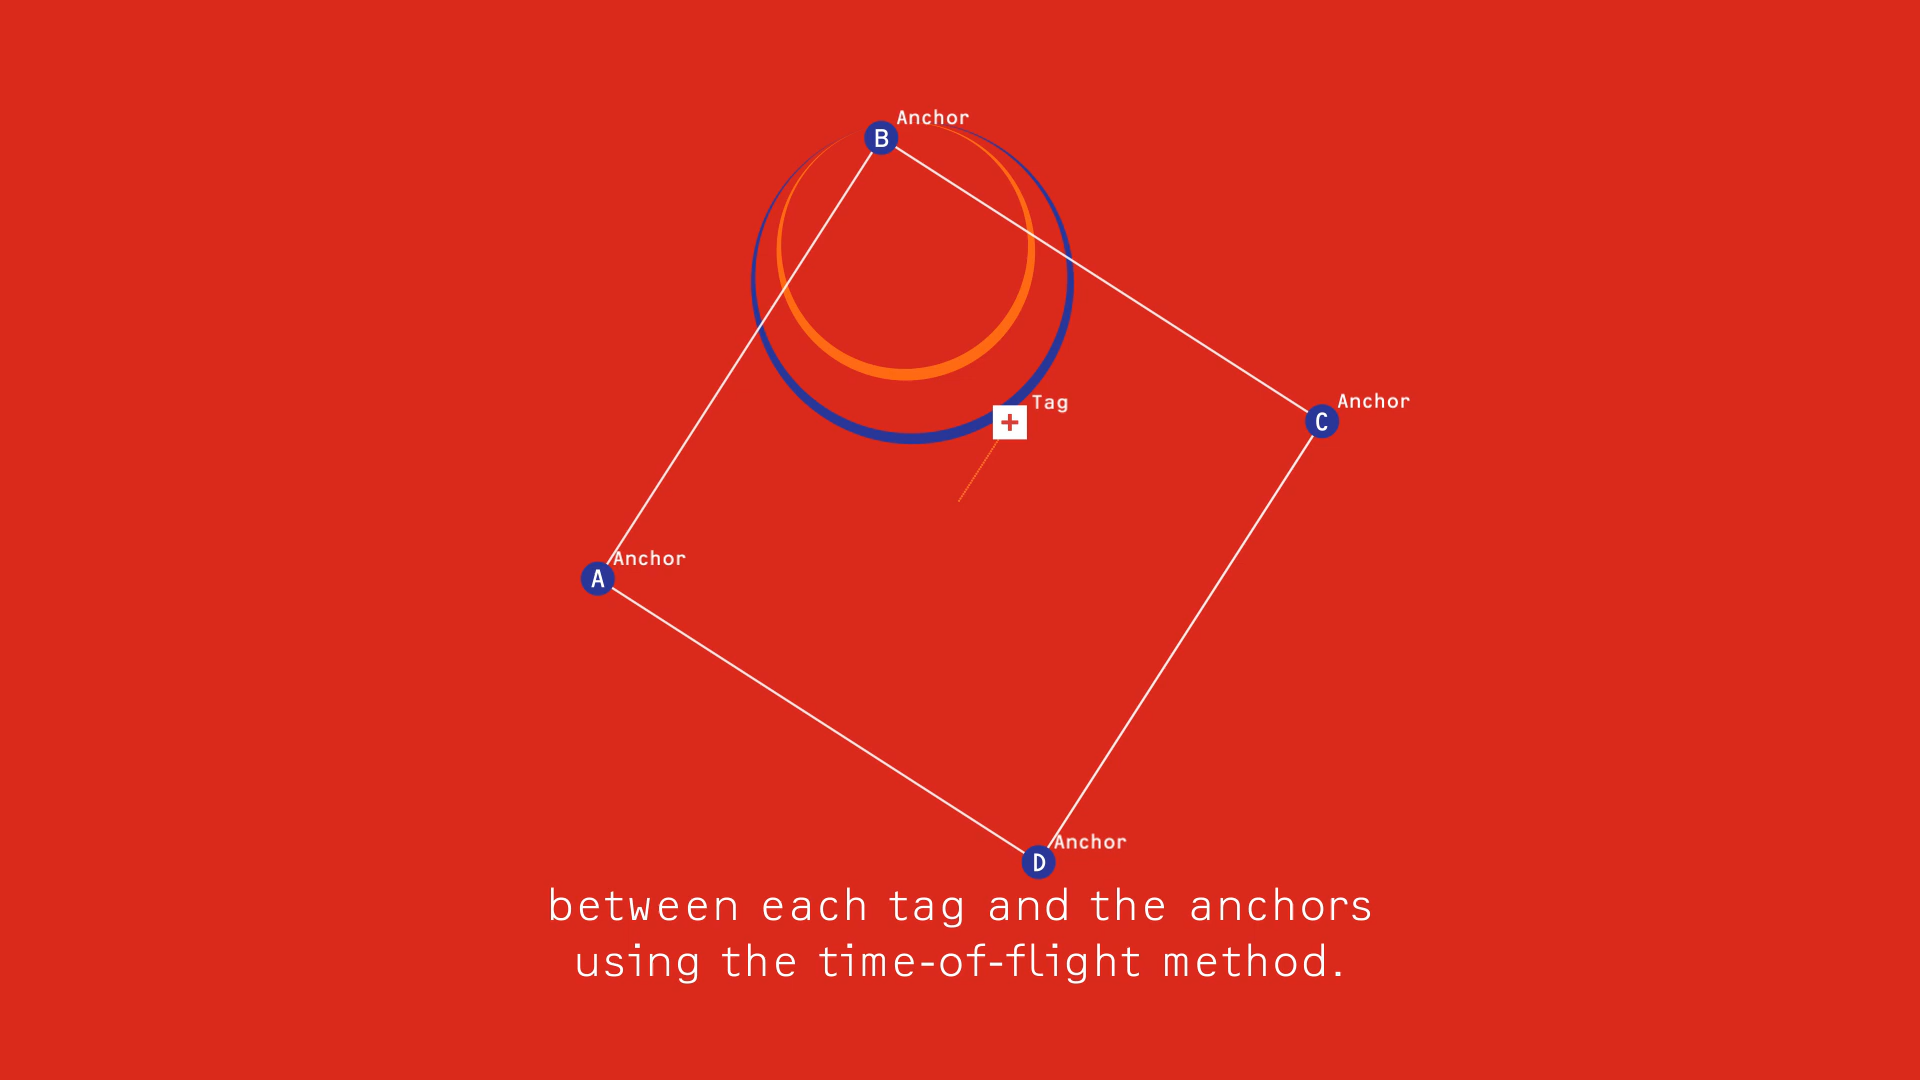 Anchor
B
Tag
Anchor
C
Anchor
A
Anchor
D
between each tag and the anchors
using the time-of-flight method.